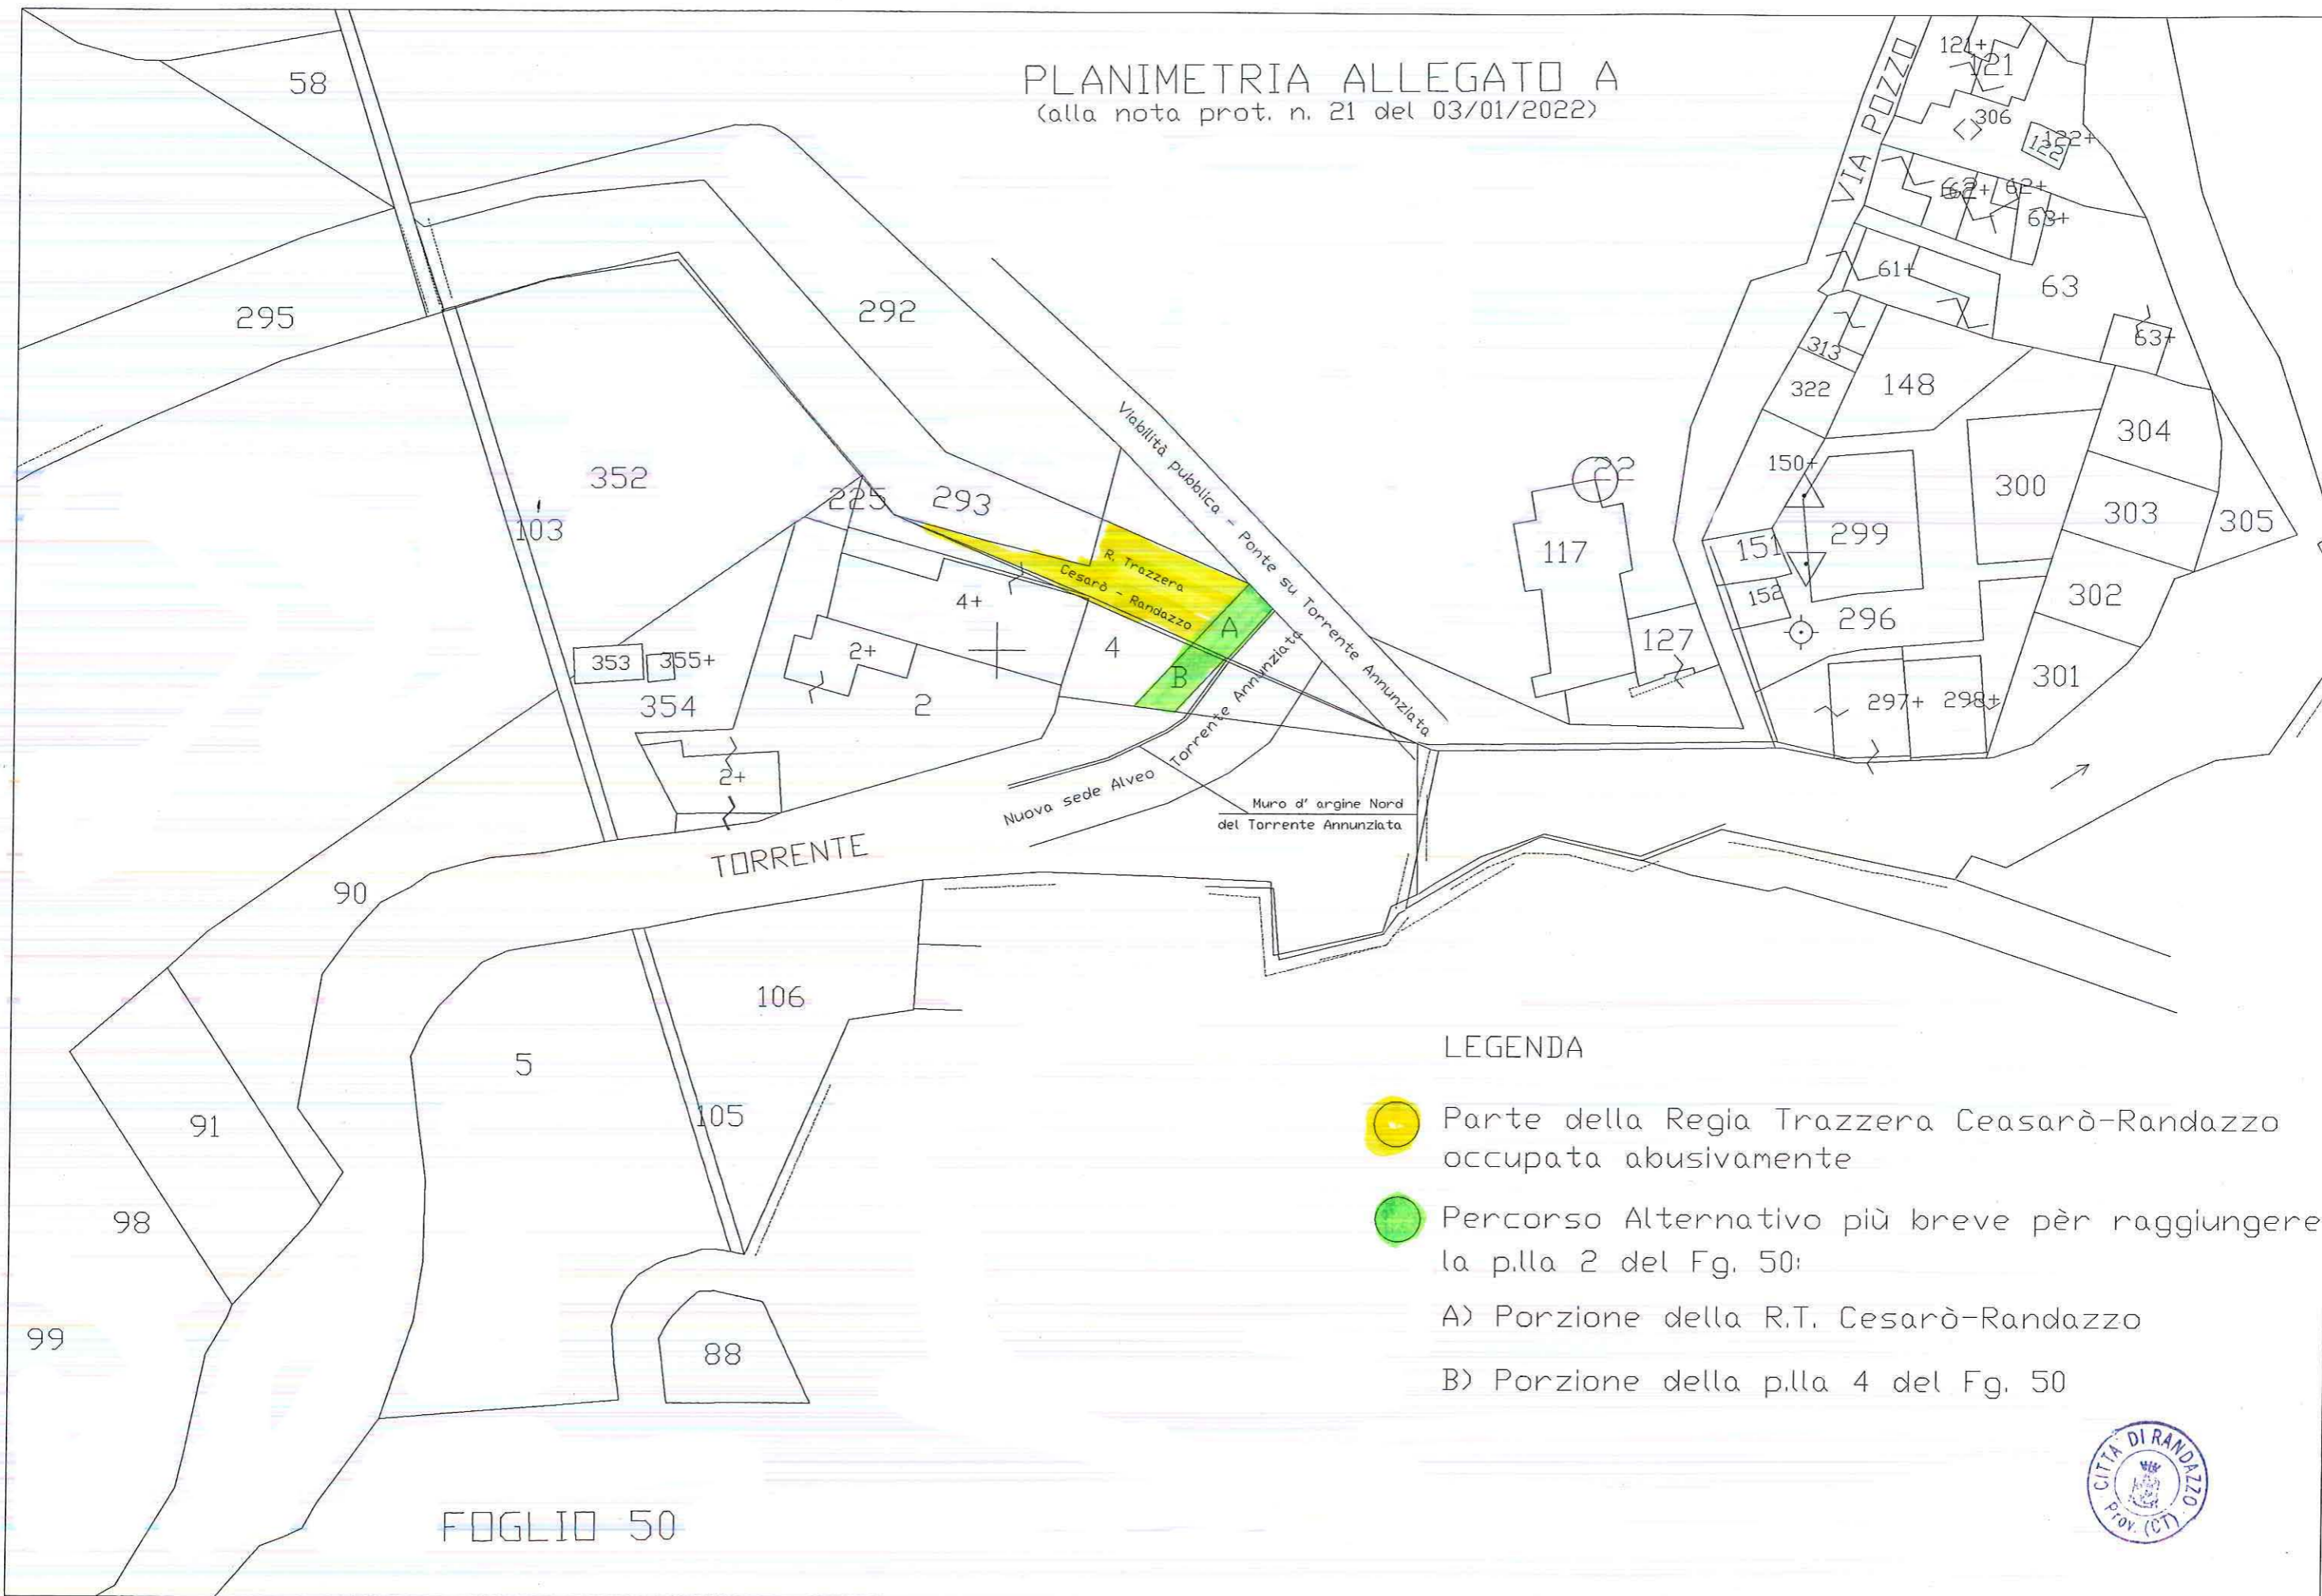 PLANIMETRIA ALLEGATO A
(alla nota prot. n. 21 del 03/01/2022)
VIA POZZO
121+
121
306
122+
122
62+
62+
63+
61+
63
63+
58
295
292
313
322
148
304
352
103
225
293
150+
22
300
303
305
299
117
151
152
296
302
127
301
297+
298+
Viabilità pubblica - Ponte su Torrente Annunziata
R. Trazzera
Cesarò - Randazzo
A
B
4+
4
2+
2
353
355+
354
2+
Nuova sede Alveo Torrente Annunziata
Muro d' argine Nord
del Torrente Annunziata
TORRENTE
90
106
5
105
91
98
99
88
LEGENDA
Parte della Regia Trazzera Ceasarò-Randazzo
occupata abusivamente
Percorso Alternativo più breve pèr raggiungere
la p.lla 2 del Fg. 50:
A) Porzione della R.T. Cesarò-Randazzo
B) Porzione della p.lla 4 del Fg. 50
CITTA' DI RANDAZZO
Prov. (CT)
FOGLIO 50